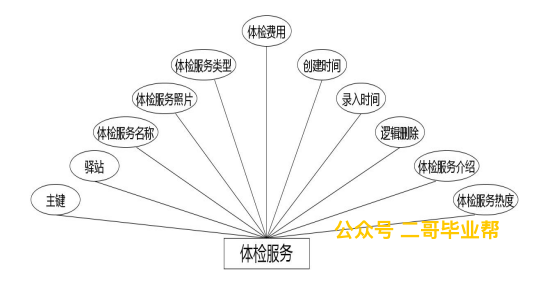 体检费用
体检服务类型
创建时间
体检服务照片
录入时间
体检服务名称
逻辑删除
驿站
体检服务介绍
主键
体检服务热度
公众号 二哥毕业帮
体检服务